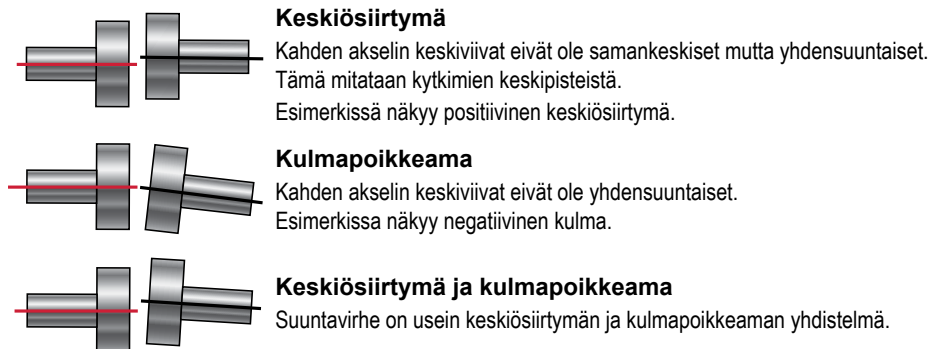 Keskiösiirtymä
Kahden akselin keskiviivat eivät ole samankeskiset mutta yhdensuuntaiset.
Tämä mitataan kytkimien keskipisteistä.
Esimerkissä näkyy positiivinen keskiösiirtymä.
Kulmapoikkeama
Kahden akselin keskiviivat eivät ole yhdensuuntaiset.
Esimerkissa näkyy negatiivinen kulma.
Keskiösiirtymä ja kulmapoikkeama
Suuntavirhe on usein keskiösiirtymän ja kulmapoikkeaman yhdistelmä.